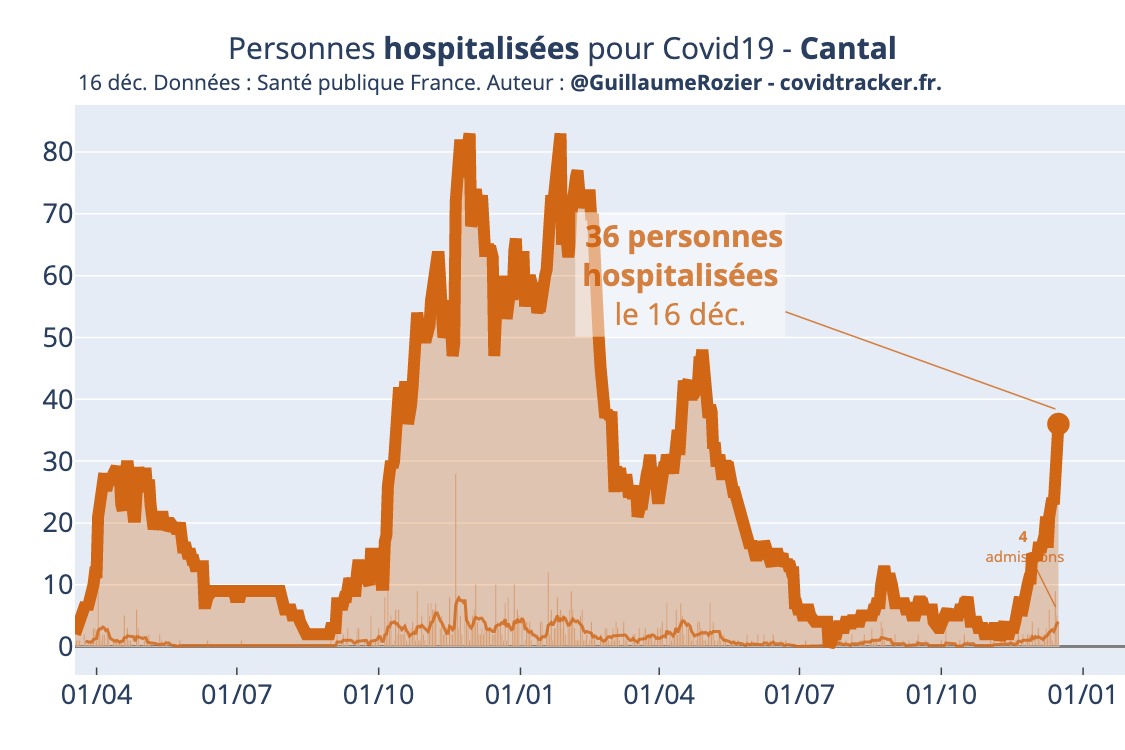 Personnes hospitalisées pour Covid19 - Cantal
16 déc. Données : Santé publique France. Auteur : @GuillaumeRozier - covidtracker.fr.
80
70
60
50
40
30
20
10
0
36 personnes
hospitalisées
le 16 déc.
4
admissions
01/04 01/07 01/10 01/01 01/04 01/07 01/10 01/01